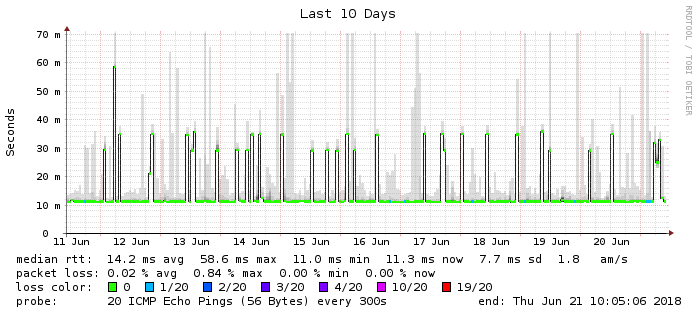 Last 10 Days
RRDTOOL / TOBI OETIKER
Seconds
70 m
60 m
50 m
40 m
30 m
20 m
10 m
0
11 Jun 12 Jun 13 Jun 14 Jun 15 Jun 16 Jun 17 Jun 18 Jun 19 Jun 20 Jun
median rtt: 14.2 ms avg 58.6 ms max 11.0 ms min 11.3 ms now 7.7 ms sd 1.8 am/s
packet loss: 0.02 % avg 0.84 % max 0.00 % min 0.00 % now
loss color: 0 1/20 2/20 3/20 4/20 10/20 19/20
probe: 20 ICMP Echo Pings (56 Bytes) every 300s end: Thu Jun 21 10:05:06 2018